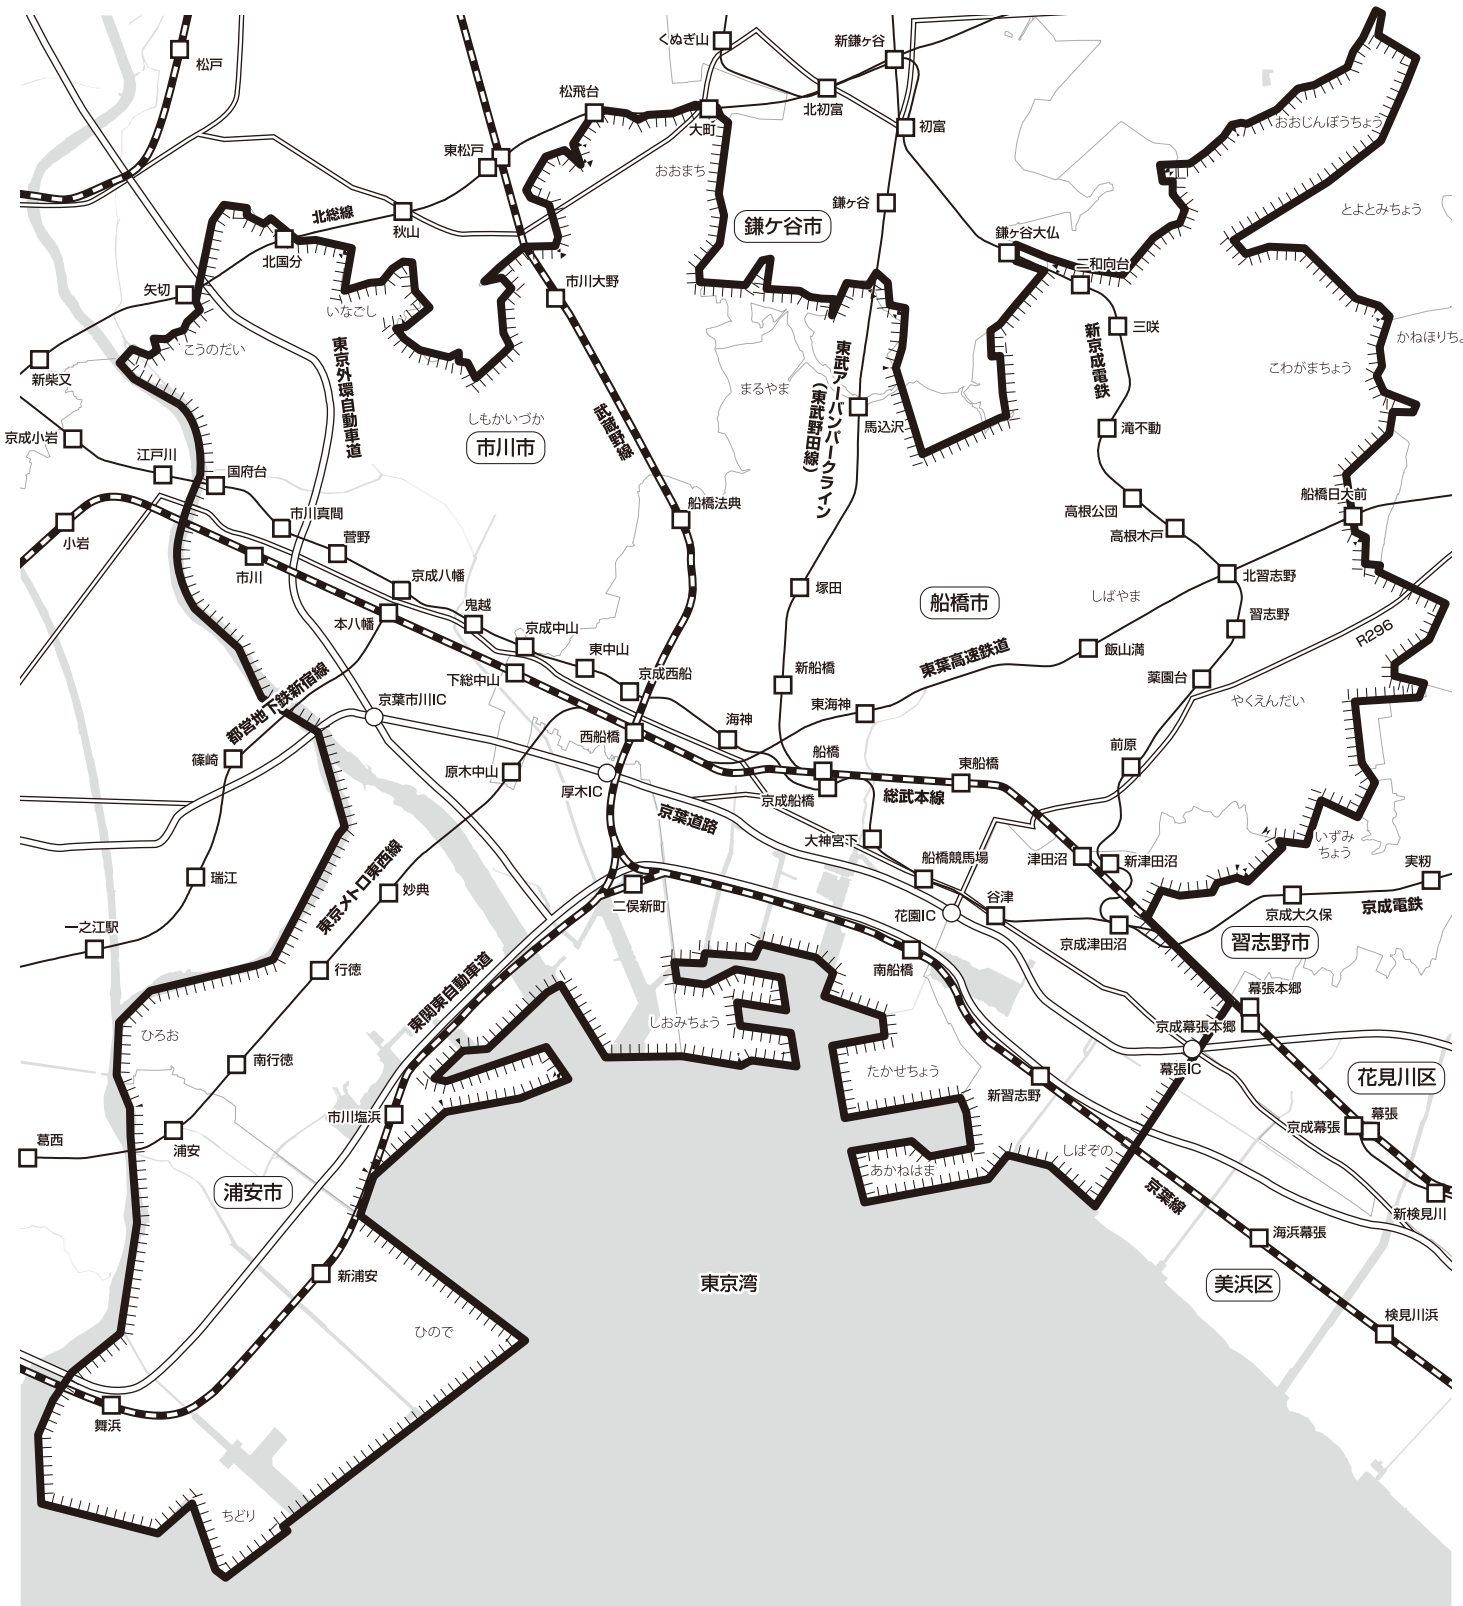 くぬぎ山
新鎌ヶ谷
松戸
松飛台
北初富
大町
初富
おおじんぼうちょう
東松戸
おおまち
北総線
秋山
鎌ヶ谷
鎌ケ谷市
とよとみちょう
鎌ヶ谷大仏
北国分
三和向台
市川大野
矢切
いなごし
三咲
かねほりちょ
こうのだい
東京外環自動車道
新京成電鉄
こわがまちょう
新柴又
まるやま
東武アーバンパークライン
(東武野田線)
しもかいづか
武蔵野線
馬込沢
滝不動
京成小岩
市川市
江戸川
国府台
船橋日大前
船橋法典
高根公団
市川真間
高根木戸
小岩
菅野
市川
京成八幡
北習志野
塚田
しばやま
船橋市
鬼越
習志野
本八幡
京成中山
R296
東中山
飯山満
東葉高速鉄道
新船橋
京成西船
下総中山
薬園台
都営地下鉄新宿線
京葉市川IC
東海神
やくえんだい
海神
西船橋
前原
船橋
篠崎
東船橋
原木中山
厚木IC
京成船橋
総武本線
京葉道路
大神宮下
いずみ
ちょう
船橋競馬場
津田沼
新津田沼
実籾
瑞江
東京メトロ東西線
妙典
谷津
二俣新町
花園IC
京成大久保
京成電鉄
一之江駅
京成津田沼
習志野市
行徳
南船橋
東関東自動車道
幕張本郷
しおみちょう
京成幕張本郷
ひろお
南行徳
たかせちょう
幕張IC
花見川区
新習志野
市川塩浜
幕張
京成幕張
葛西
浦安
しばぞの
あかねはま
浦安市
京葉線
新検見川
海浜幕張
新浦安
東京湾
美浜区
検見川浜
ひので
舞浜
ちどり